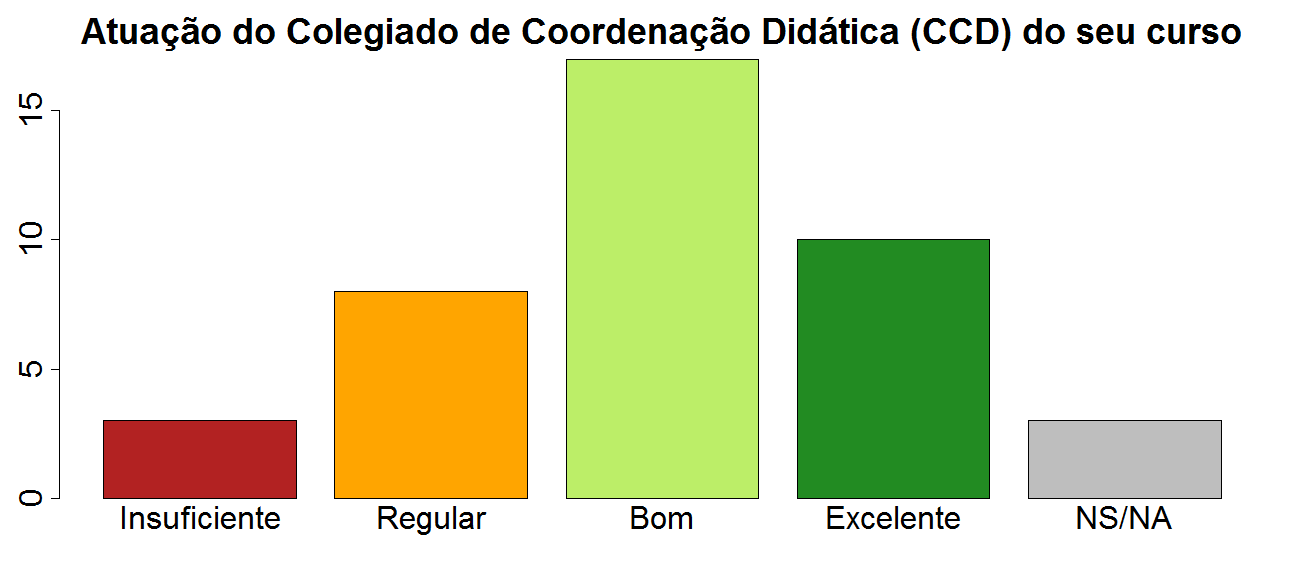 Atuação do Colegiado de Coordenação Didática (CCD) do seu curso
15
10
5
0
Insuficiente Regular Bom Excelente NS/NA